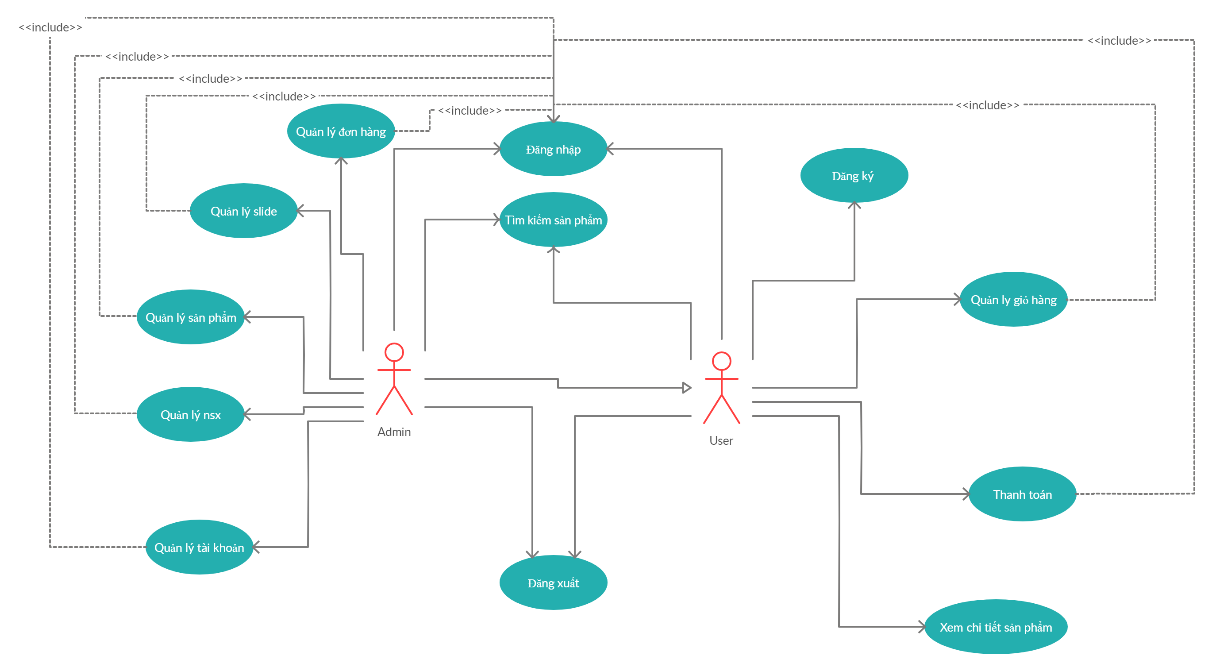 <<include>>
<<include>>
<<include>>
<<include>>
<<include>>
<<include>>
<<include>>
Quản lý đơn hàng
Đăng nhập
Đăng ký
Quản lý slide
Tìm kiếm sản phẩm
Quản ly giỏ hàng
Quản lý sản phẩm
Quản lý nsx
Admin
User
Thanh toán
Quản lý tài khoản
Đăng xuất
Xem chi tiết sản phẩm